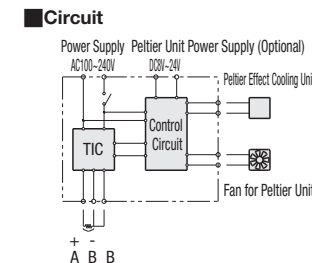 ■Circuit
Power Supply Peltier Unit Power Supply (Optional)
AC100~240V DC8V~24V
Peltier Effect Cooling Uni
Control
Circuit
TIC
Fan for Peltier Unit
+ -
A B B